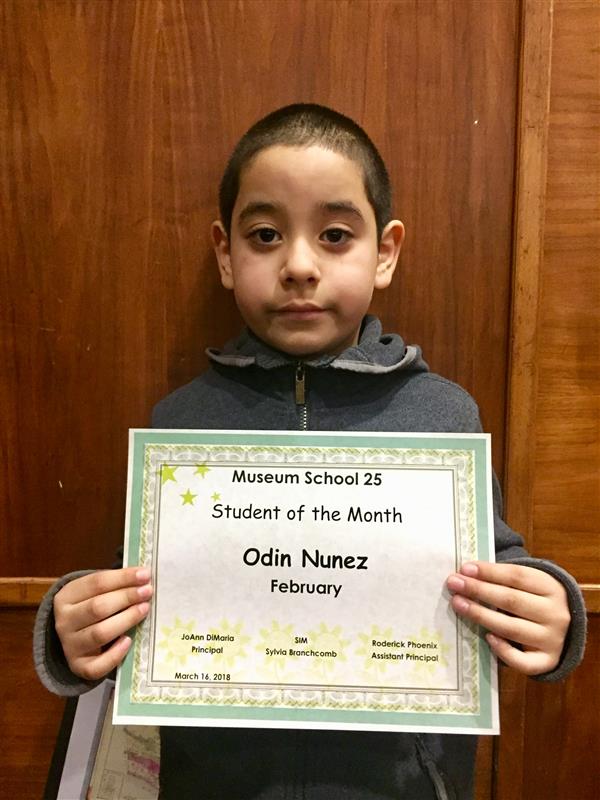 Museum School 25
Student of the Month
Odin Nunez
February
JoAnn DiMaria
Principal
SIM
Sylvia Branchcomb
Roderick Phoenix
Assistant Principal
March 16, 2018